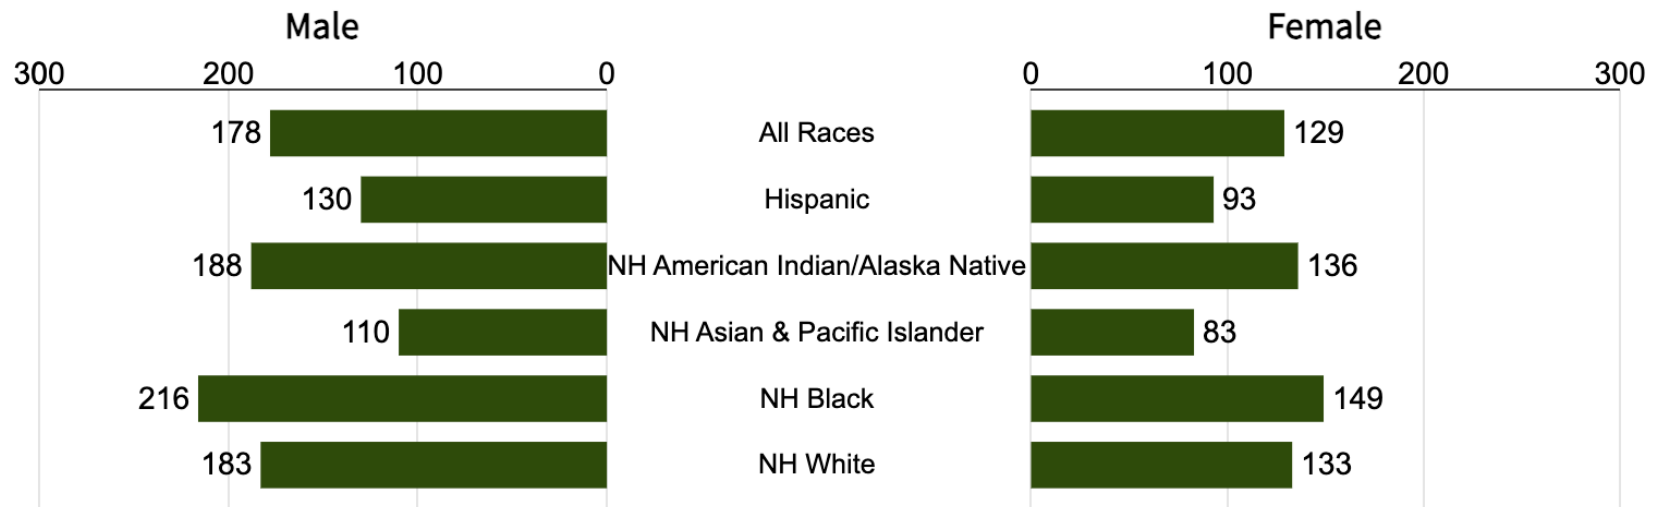 Male Female
300 200 100 0 0 100 200 300
178 All Races 129
130 Hispanic 93
188 NH American Indian/Alaska Native 136
110 NH Asian & Pacific Islander 83
216 NH Black 149
183 NH White 133